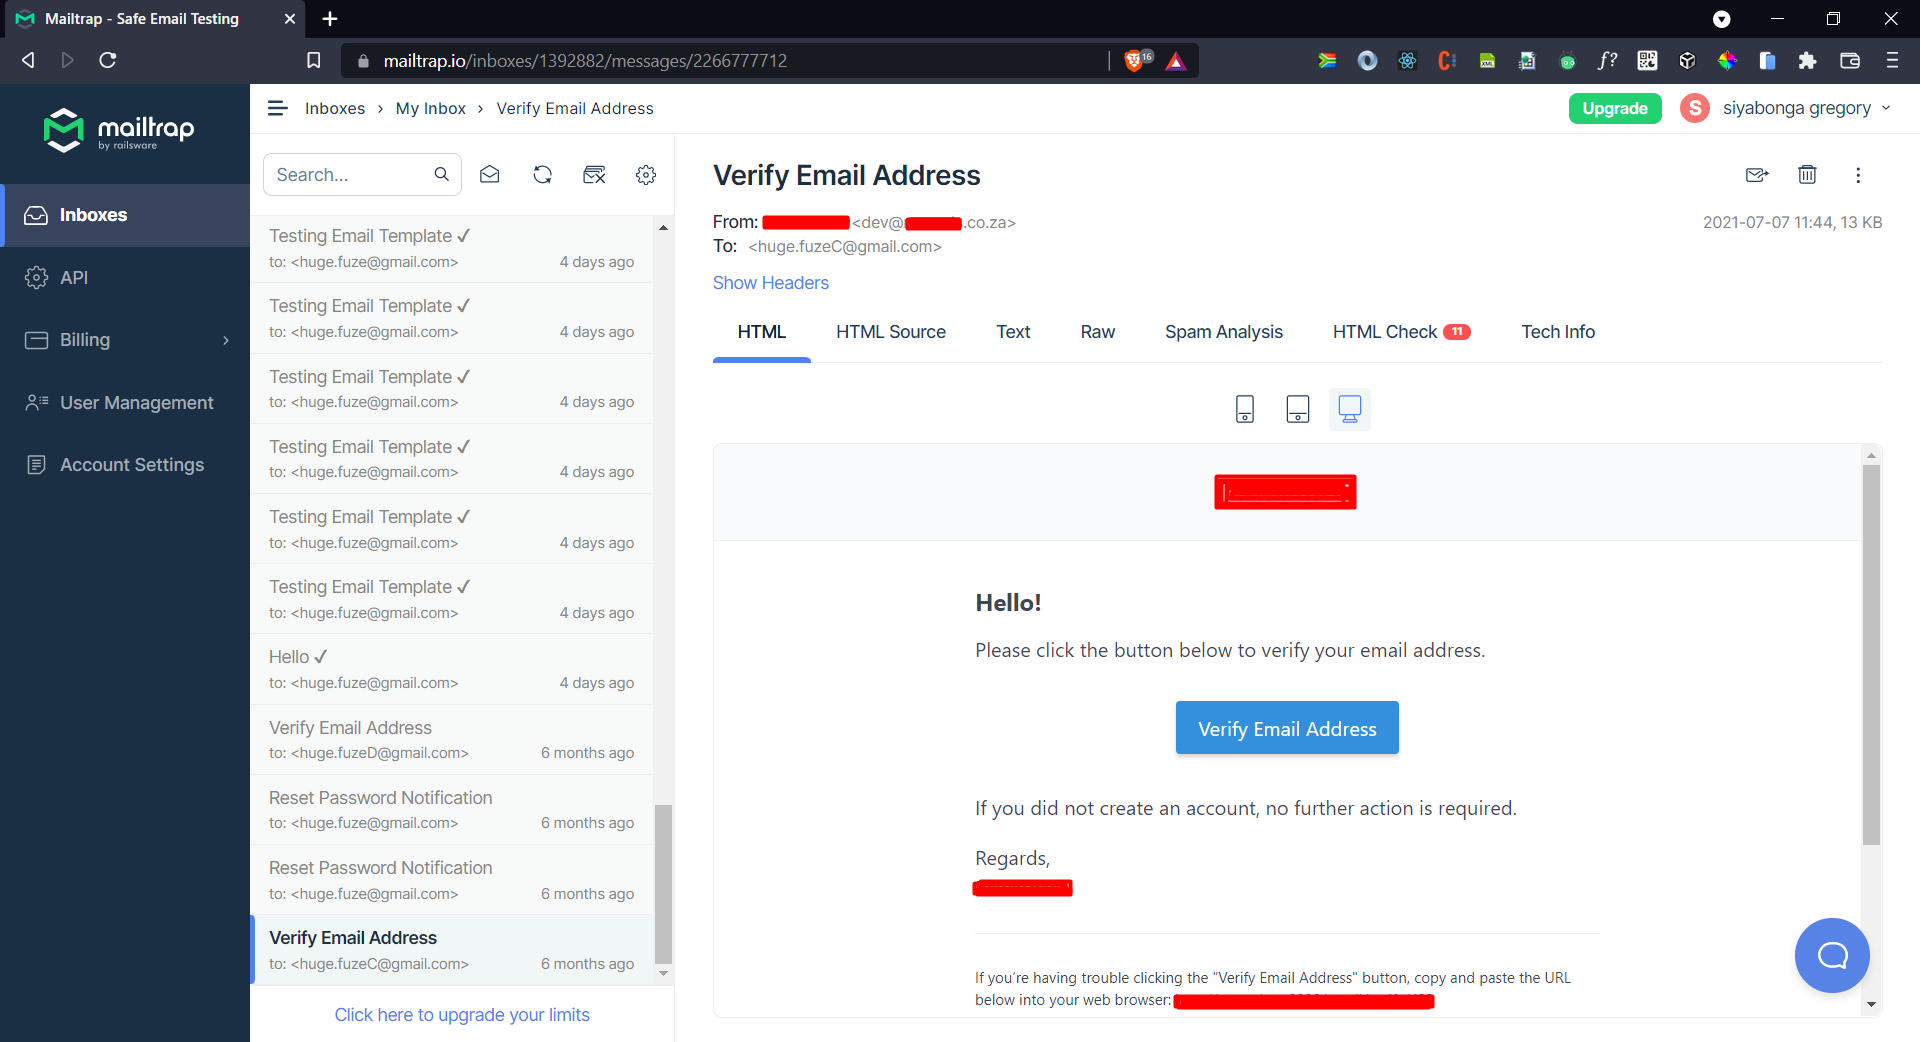 Mailtrap - Safe Email Testing
mailtrap.io/inboxes/1392882/messages/2266777712
16
mailtrap
by railsware
Inboxes
API
Billing
User Management
Account Settings
Inboxes › My Inbox › Verify Email Address
Upgrade
S
siyabonga gregory
Search...
Testing Email Template ✓
to: <huge.fuze@gmail.com> 4 days ago
Testing Email Template ✓
to: <huge.fuze@gmail.com> 4 days ago
Testing Email Template ✓
to: <huge.fuze@gmail.com> 4 days ago
Testing Email Template ✓
to: <huge.fuze@gmail.com> 4 days ago
Testing Email Template ✓
to: <huge.fuze@gmail.com> 4 days ago
Testing Email Template ✓
to: <huge.fuze@gmail.com> 4 days ago
Hello ✓
to: <huge.fuze@gmail.com> 4 days ago
Verify Email Address
to: <huge.fuzeD@gmail.com> 6 months ago
Reset Password Notification
to: <huge.fuze@gmail.com> 6 months ago
Reset Password Notification
to: <huge.fuze@gmail.com> 6 months ago
Verify Email Address
to: <huge.fuzeC@gmail.com> 6 months ago
Click here to upgrade your limits
Verify Email Address
From: <dev@ .co.za>
2021-07-07 11:44, 13 KB
To: <huge.fuzeC@gmail.com>
Show Headers
HTML HTML Source Text Raw Spam Analysis HTML Check 11 Tech Info
Hello!
Please click the button below to verify your email address.
Verify Email Address
If you did not create an account, no further action is required.
Regards,
If you're having trouble clicking the "Verify Email Address" button, copy and paste the URL
below into your web browser: